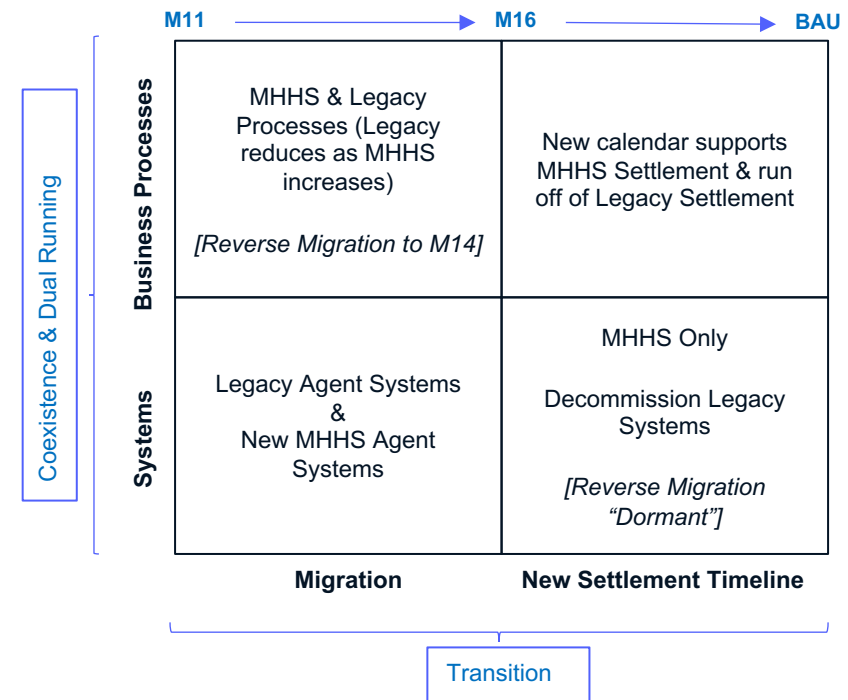 M11
M16
BAU
Coexistence & Dual Running
Business Processes
MHHS & Legacy
Processes (Legacy
reduces as MHHS
increases)
[Reverse Migration to M14]
New calendar supports
MHHS Settlement & run
off of Legacy Settlement
Systems
Legacy Agent Systems
&
New MHHS Agent
Systems
MHHS Only
Decommission Legacy
Systems
[Reverse Migration
“Dormant”]
Migration
New Settlement Timeline
Transition